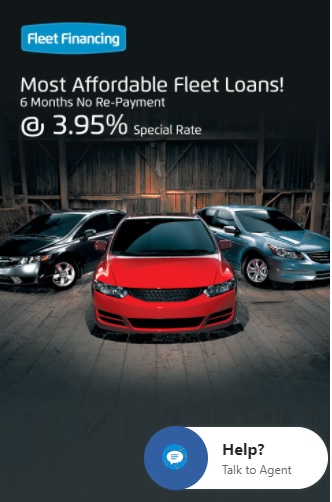 Fleet Financing
Most Affordable Fleet Loans!
6 Months No Re-Payment
@ 3.95% Special Rate
Help?
Talk to Agent